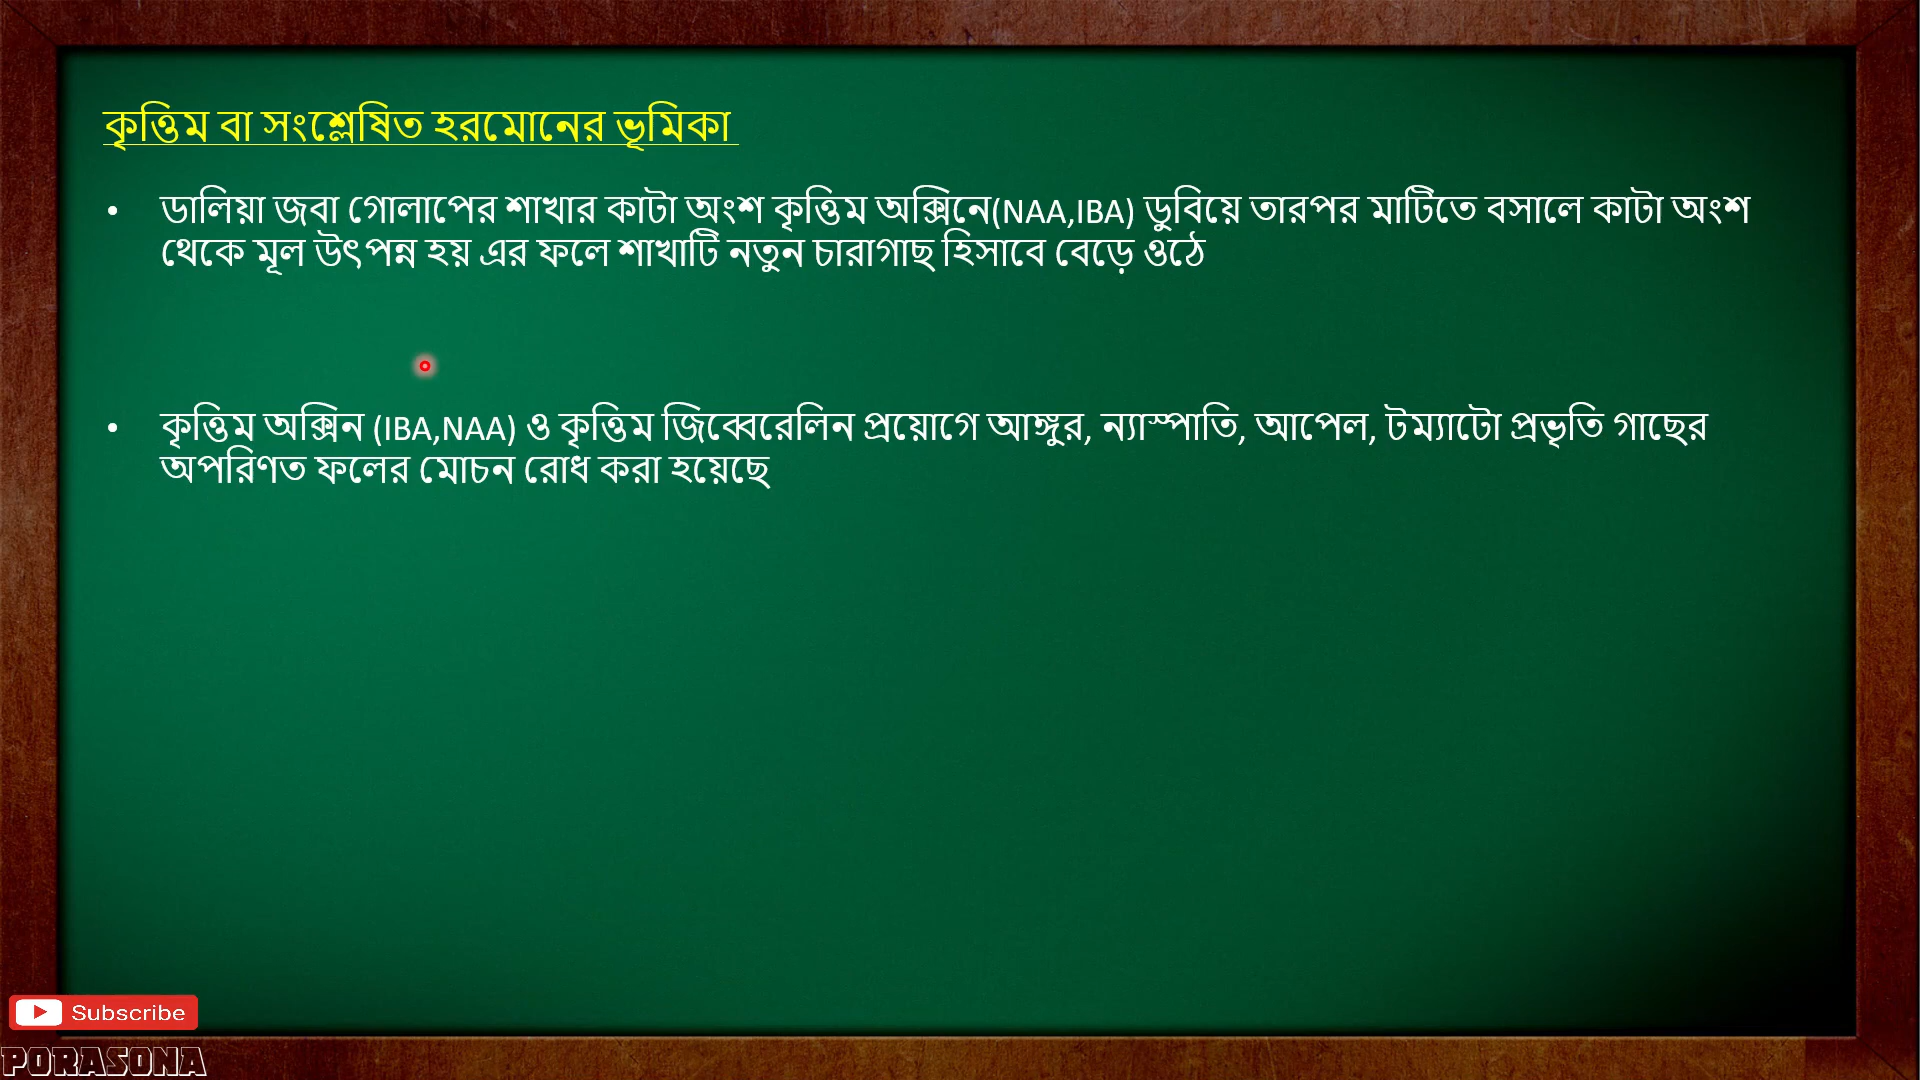 কৃত্তিম বা সংশ্লেষিত হরমোনের ভূমিকা
• ডালিয়া জবা গোলাপের শাখার কাটা অংশ কৃত্তিম অক্সিনে(NAA,IBA) ডুবিয়ে তারপর মাটিতে বসালে কাটা অংশ
থেকে মূল উৎপন্ন হয় এর ফলে শাখাটি নতুন চারাগাছ হিসাবে বেড়ে ওঠে
• কৃত্তিম অক্সিন (IBA,NAA) ও কৃত্তিম জিব্বেরেলিন প্রয়োগে আঙ্গুর, ন্যাস্পাতি, আপেল, টম্যাটো প্রভৃতি গাছের
অপরিণত ফলের মোচন রোধ করা হয়েছে
Subscribe
PORASONA